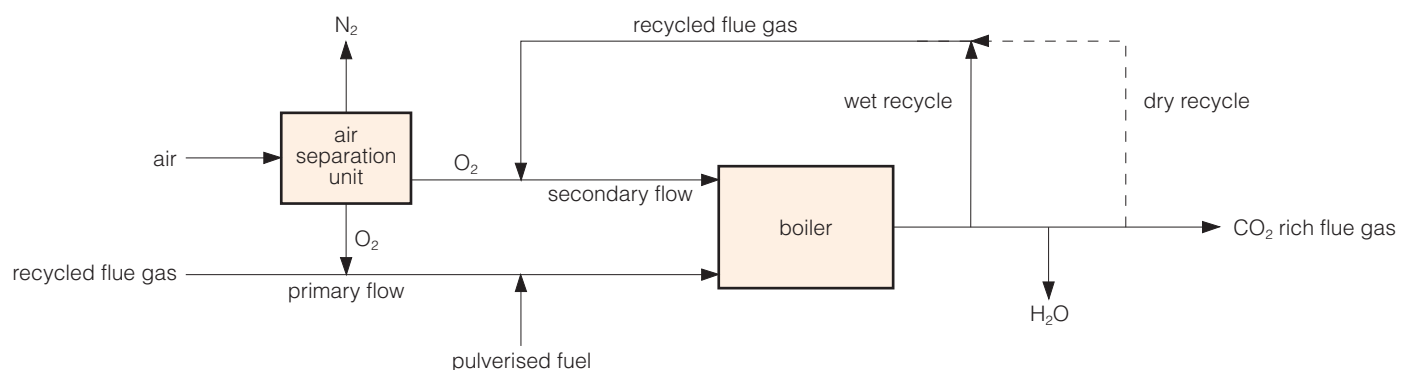 recycled flue gas
N₂
wet recycle
dry recycle
air
separation
unit
air
O₂
secondary flow
boiler
CO₂ rich flue gas
O₂
recycled flue gas
primary flow
H₂O
pulverised fuel